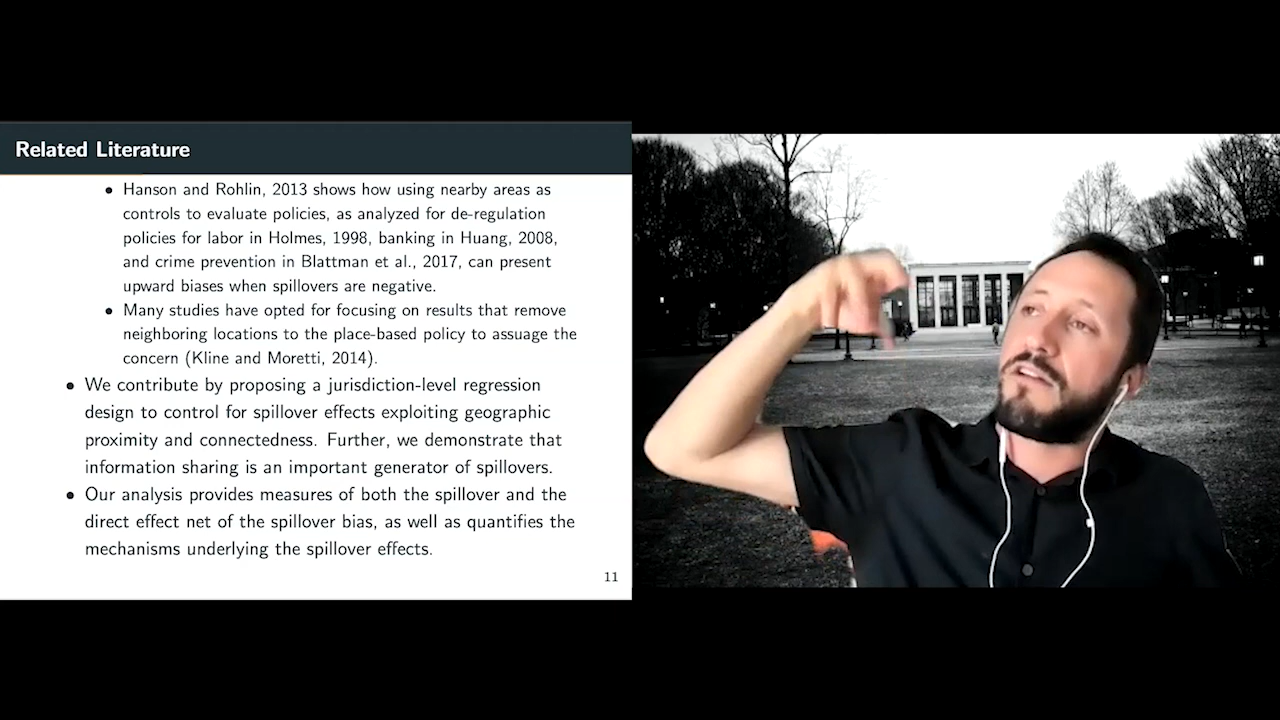 Related Literature
• Hanson and Rohlin, 2013 shows how using nearby areas as
controls to evaluate policies, as analyzed for de-regulation
policies for labor in Holmes, 1998, banking in Huang, 2008,
and crime prevention in Blattman et al., 2017, can present
upward biases when spillovers are negative.
• Many studies have opted for focusing on results that remove
neighboring locations to the place-based policy to assuage the
concern (Kline and Moretti, 2014).
• We contribute by proposing a jurisdiction-level regression
design to control for spillover effects exploiting geographic
proximity and connectedness. Further, we demonstrate that
information sharing is an important generator of spillovers.
• Our analysis provides measures of both the spillover and the
direct effect net of the spillover bias, as well as quantifies the
mechanisms underlying the spillover effects.
11